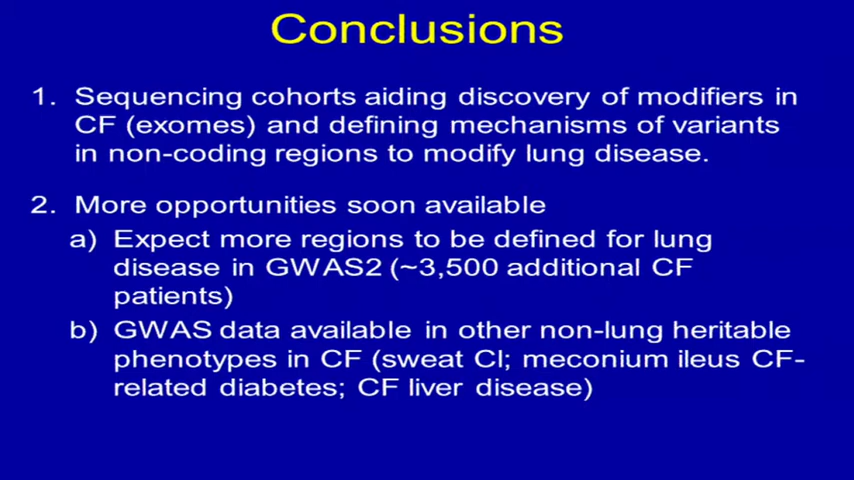 Conclusions
1. Sequencing cohorts aiding discovery of modifiers in
CF (exomes) and defining mechanisms of variants
in non-coding regions to modify lung disease.
2. More opportunities soon available
a) Expect more regions to be defined for lung
disease in GWAS2 (~3,500 additional CF
patients)
b) GWAS data available in other non-lung heritable
phenotypes in CF (sweat Cl; meconium ileus CF-
related diabetes; CF liver disease)